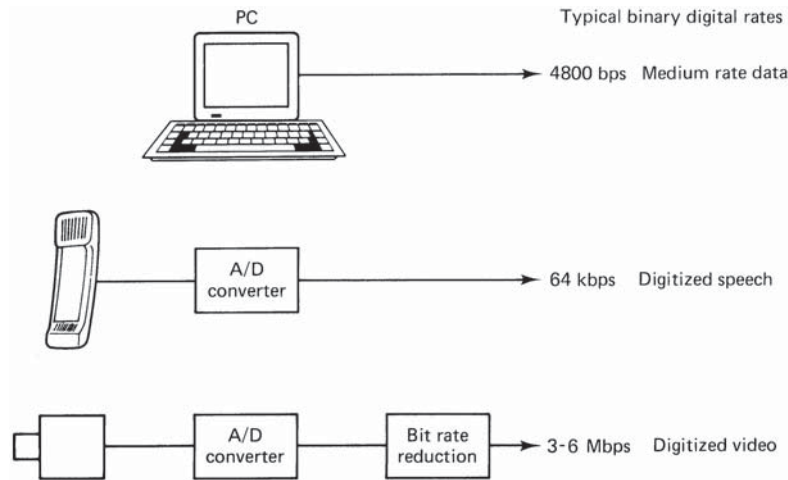 PC
Typical binary digital rates
4800 bps Medium rate data
A/D
converter
64 kbps Digitized speech
A/D
converter
Bit rate
reduction
3-6 Mbps Digitized video